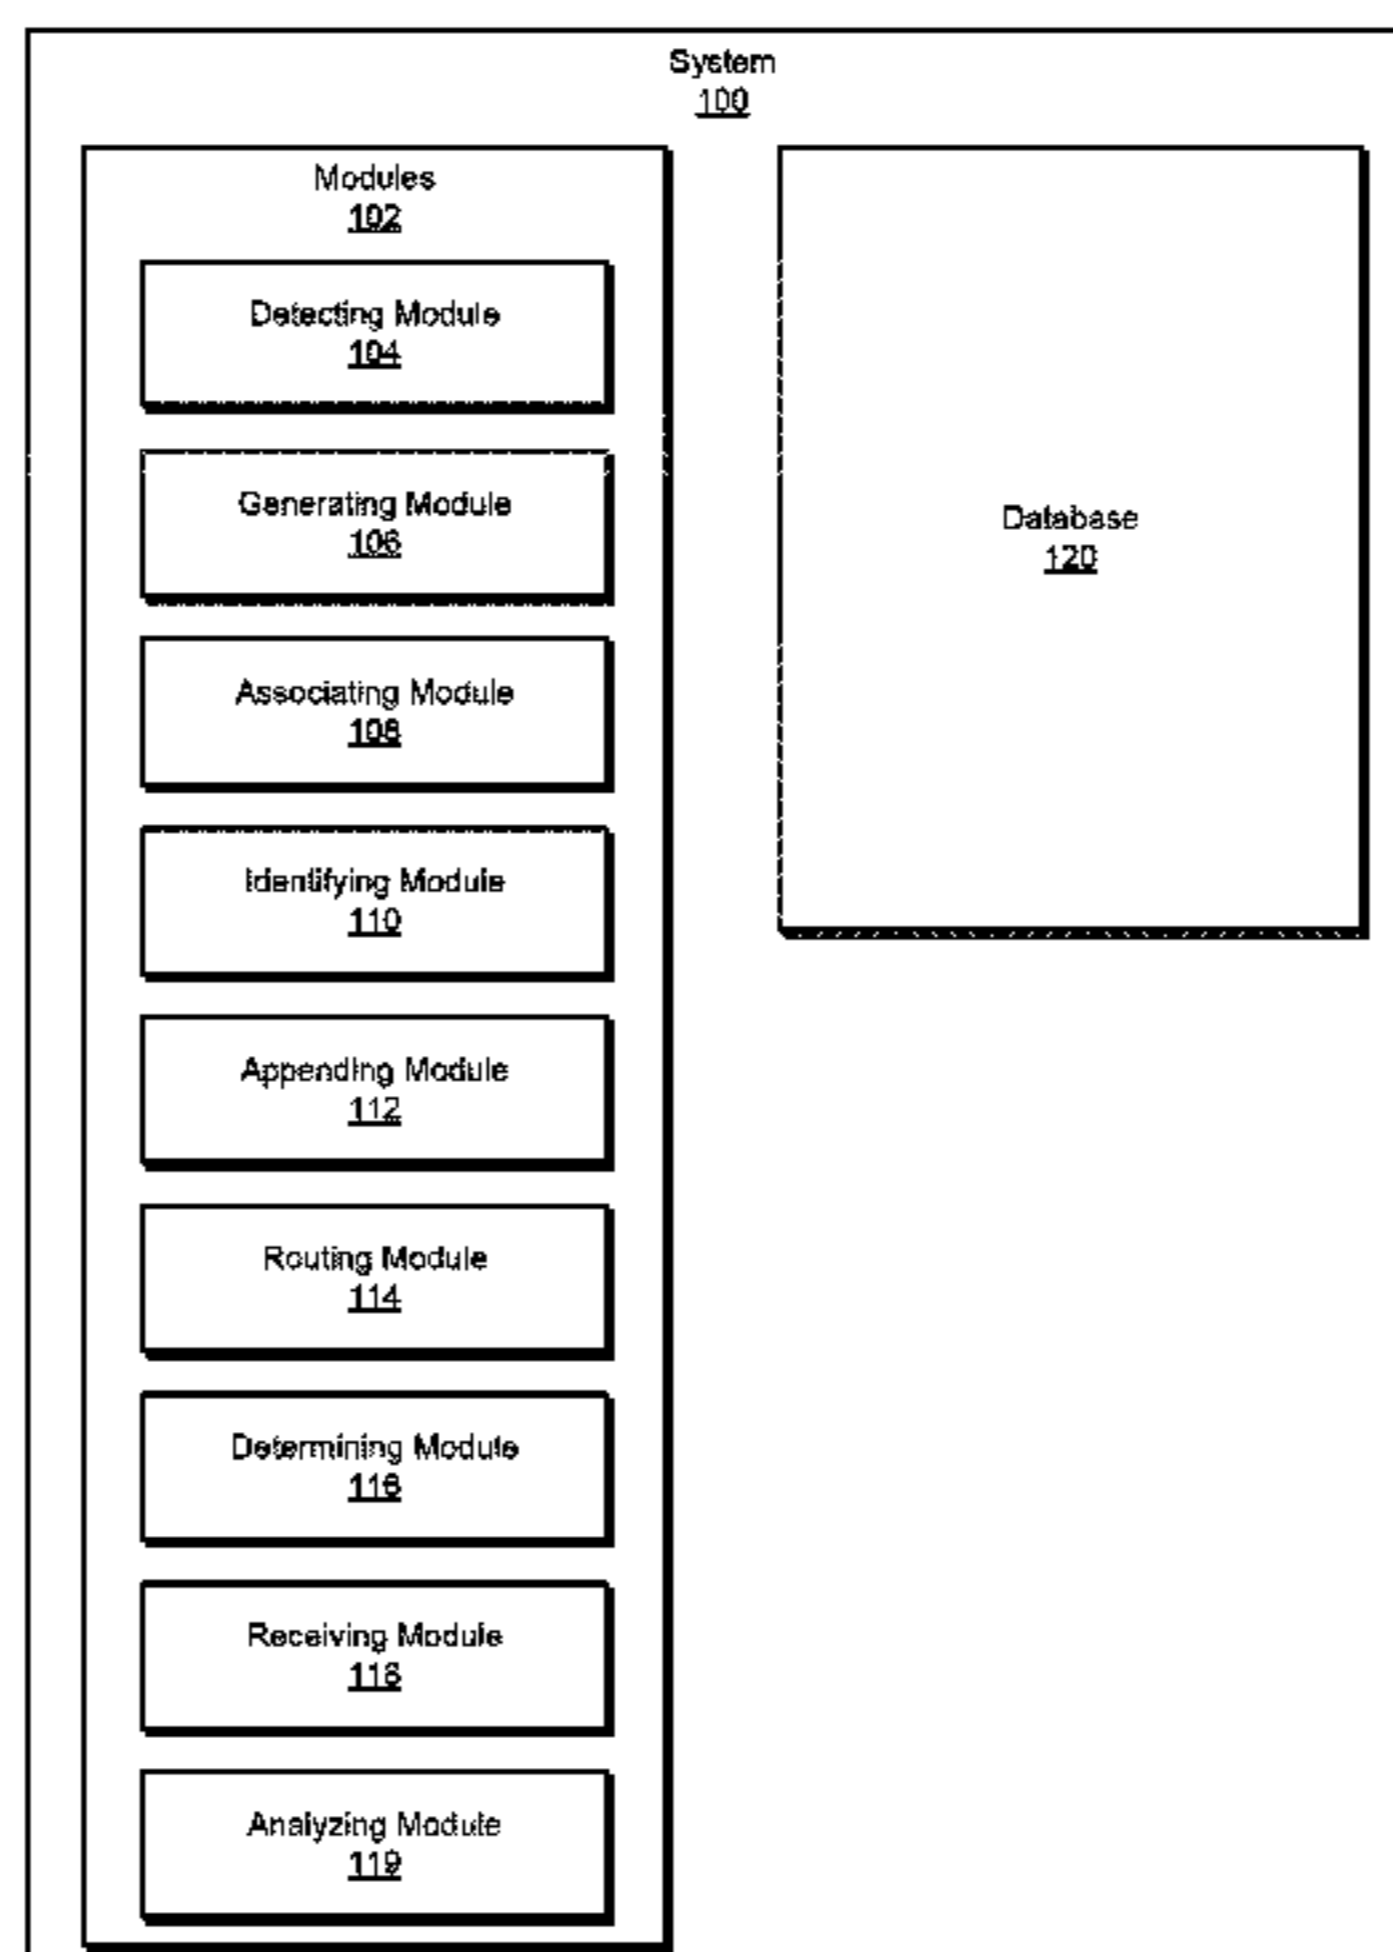 System
100
Modules
102
Detecting Module
104
Generating Module
106
Associating Module
108
Identifying Module
110
Appending Module
112
Routing Module
114
Determining Module
116
Receiving Module
118
Analyzing Module
119
Database
120